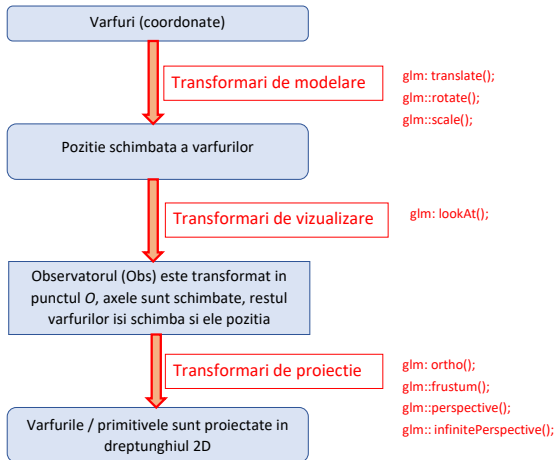 Varfuri (coordonate)
Transformari de modelare
glm: translate();
glm::rotate();
glm::scale();
Pozitie schimbata a varfurilor
Transformari de vizualizare
glm: lookAt();
Observatorul (Obs) este transformat in
punctul O, axele sunt schimbate, restul
varfurilor isi schimba si ele pozitia
Transformari de proiectie
glm: ortho();
glm::frustum();
glm::perspective();
glm:: infinitePerspective();
Varfurile / primitivele sunt proiectate in
dreptunghiul 2D